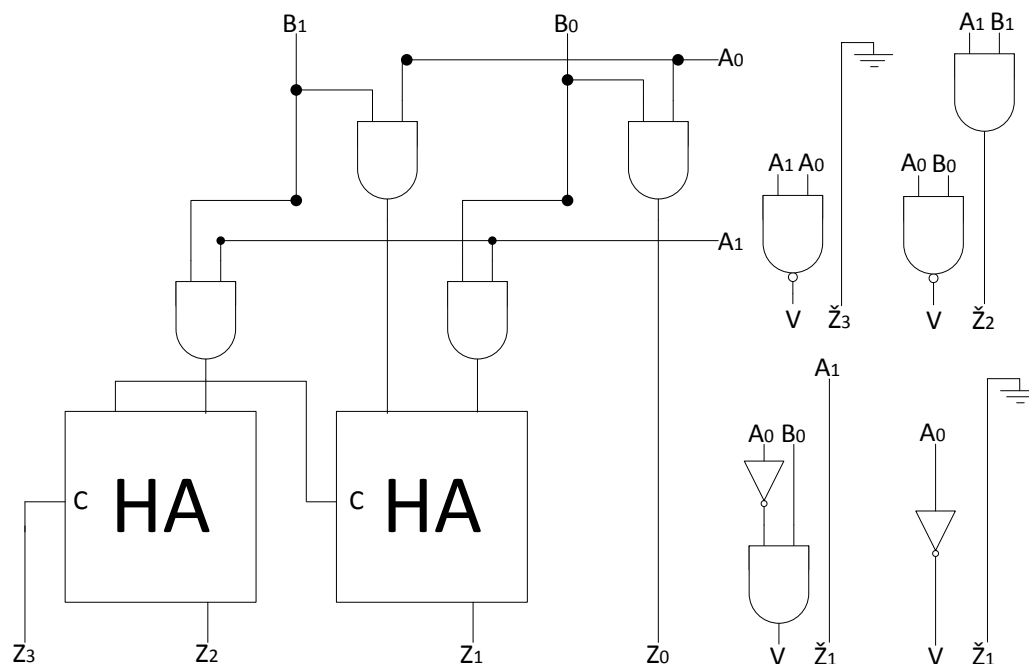 B1 B0
A0
A1 B1
A1 A0 A0 B0
A1
V Ž3 V Ž2
A1
A0 B0 A0
C HA C HA
Z3 Z2 Z1 Z0 V Ž1 V Ž1